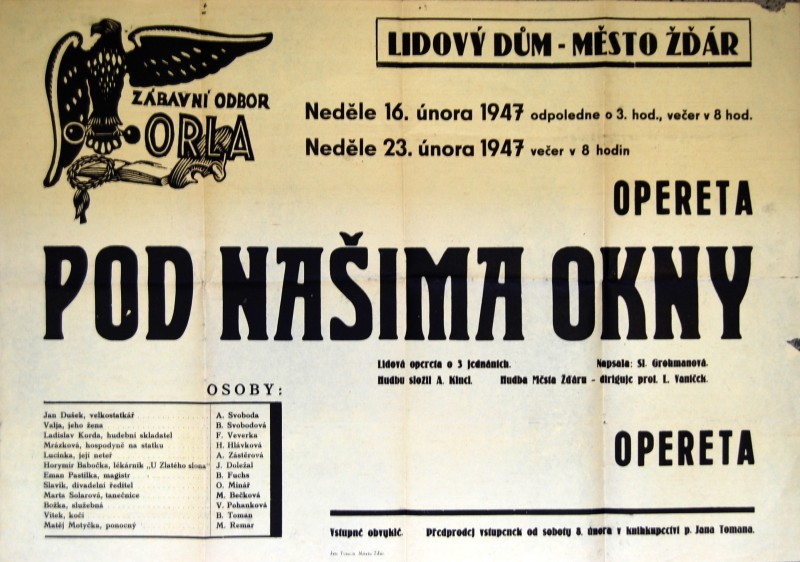 LIDOVÝ DŮM - MĚSTO ŽĎÁR
ZÁBAVNÍ ODBOR
ORLA
Neděle 16. února 1947 odpoledne o 3. hod., večer v 8 hod.
Neděle 23. února 1947 večer v 8 hodin
OPERETA
POD NAŠIMA OKNY
Lidová opereta o 3 jednáních. Napsala: Sl. Grohmanová.
Hudbu složil A. Kincl. Hudba Města Žďáru - diriguje prof. L. Vaníček.
OSOBY:
Jan Dušek, velkostatkář A. Svoboda
Valja, jeho žena B. Svobodová
Ladislav Korda, hudební skladatel F. Veverka
Mrázková, hospodyně na statku H. Hlávková
Lucinka, její neteř A. Zástěrová
Horymír Babočka, lékárník „U Zlatého slona" J. Doležal
Eman Pastilka, magistr B. Fuchs
Slavík, divadelní ředitel O. Minář
Marta Solarová, tanečnice M. Bečková
Božka, služebná V. Pohanková
Vítek, kočí B. Toman
Matěj Motyčka, ponocný M. Remar
OPERETA
Vstupné obvyklé. Předprodej vstupenek od soboty 8. února v knihkupectví p. Jana Tomana.
Jan Toman, Město Žďár